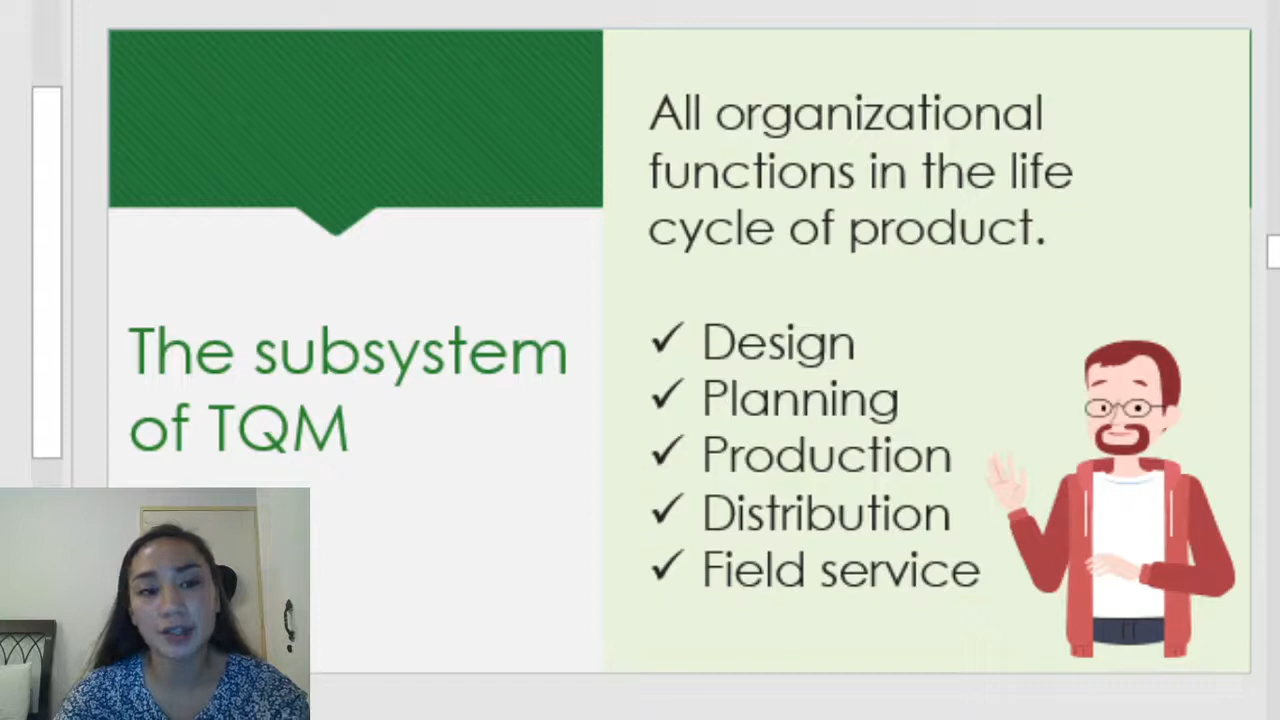 The subsystem
of TQM
All organizational
functions in the life
cycle of product.
✓ Design
✓ Planning
✓ Production
✓ Distribution
✓ Field service